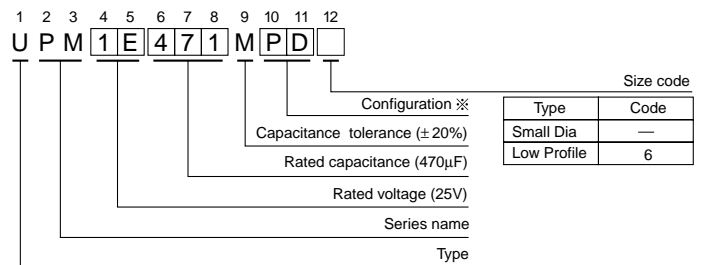 1 2 3 4 5 6 7 8 9 10 11 12
U P M 1 E 4 7 1 M P D
Size code
Configuration ※
Capacitance tolerance (±20%)
Rated capacitance (470µF)
Rated voltage (25V)
Series name
Type
Type Code
Small Dia —
Low Profile 6